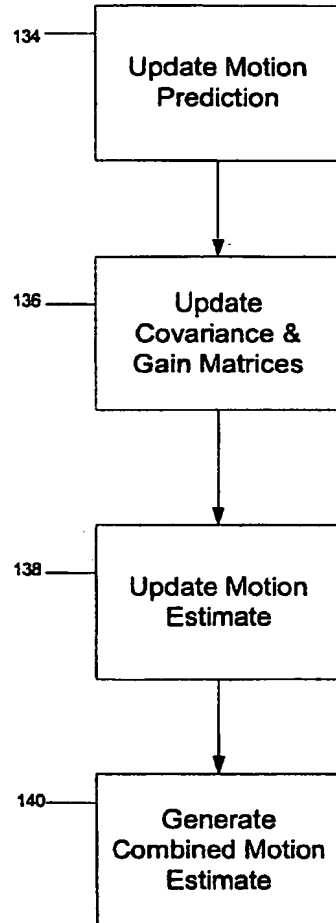 134
Update Motion
Prediction
136
Update
Covariance &
Gain Matrices
138
Update Motion
Estimate
140
Generate
Combined Motion
Estimate